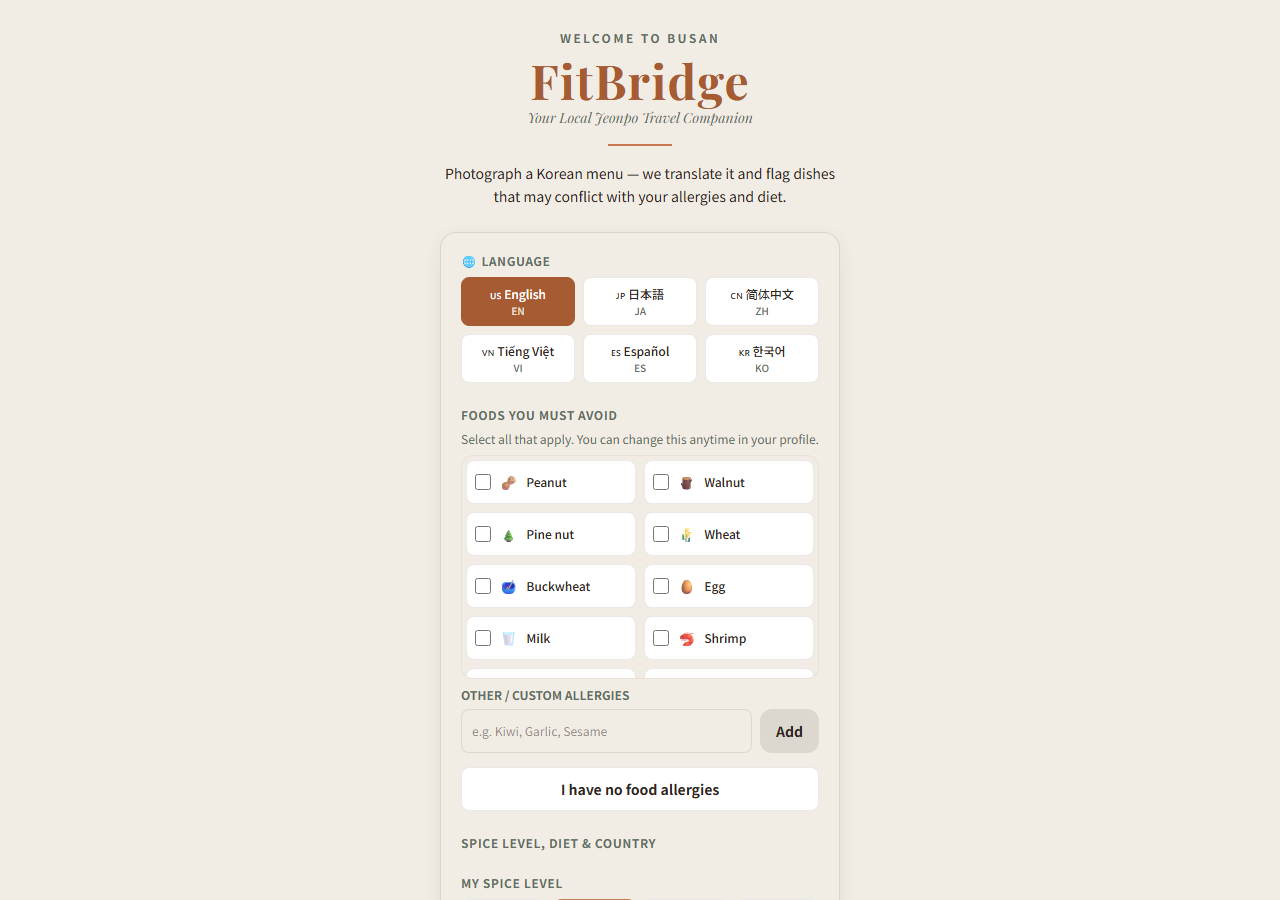 WELCOME TO BUSAN
FitBridge
Your Local Jeonpo Travel Companion
Photograph a Korean menu — we translate it and flag dishes
that may conflict with your allergies and diet.
🌐 LANGUAGE
US English
EN
JP 日本語
JA
CN 简体中文
ZH
VN Tiếng Việt
VI
ES Español
ES
KR 한국어
KO
FOODS YOU MUST AVOID
Select all that apply. You can change this anytime in your profile.
Peanut
Walnut
Pine nut
Wheat
Buckwheat
Egg
Milk
Shrimp
OTHER / CUSTOM ALLERGIES
e.g. Kiwi, Garlic, Sesame
Add
I have no food allergies
SPICE LEVEL, DIET & COUNTRY
MY SPICE LEVEL